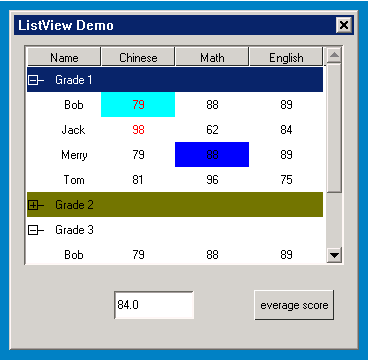 ListView Demo
Name Chinese Math English
Grade 1
Bob 79 88 89
Jack 98 62 84
Merry 79 98 89
Tom 81 96 75
Grade 2
Grade 3
Bob 79 88 89
84.0 everage score